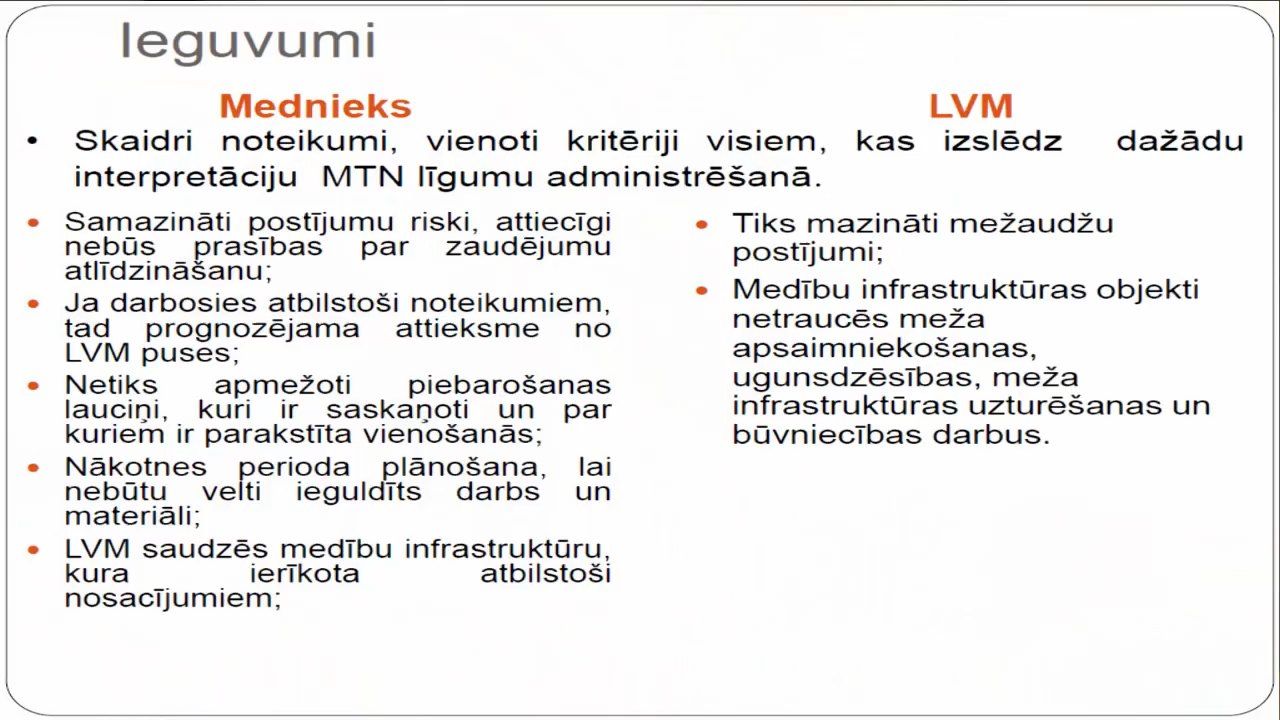 Ieguvumi
Mednieks
LVM
• Skaidri noteikumi, vienoti kritēriji visiem, kas izslēdz dažādu
interpretāciju MTN līgumu administrēšanā.
• Samazināti postījumu riski, attiecīgi
nebūs prasības par zaudējumu
atlīdzināšanu;
• Ja darbosies atbilstoši noteikumiem,
tad prognozējama attieksme no
LVM puses;
• Netiks apmežoti piebarošanas
lauciņi, kuri ir saskaņoti un par
kuriem ir parakstīta vienošanās;
• Nākotnes perioda plānošana, lai
nebūtu velti ieguldīts darbs un
materiāli;
• LVM saudzēs medību infrastruktūru,
kura ierīkota atbilstoši
nosacījumiem;
• Tiks mazināti mežaudžu
postījumi;
• Medību infrastruktūras objekti
netraucēs meža
apsaimniekošanas,
ugunsdzēsības, meža
infrastruktūras uzturēšanas un
būvniecības darbus.